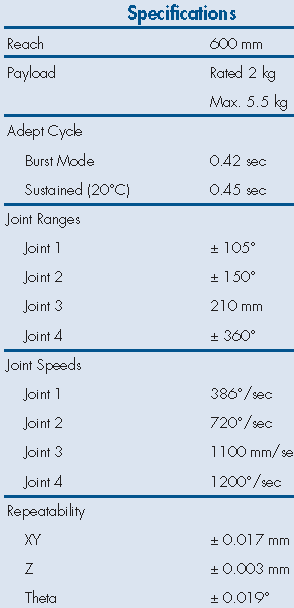 Specifications
Reach 600 mm
Payload Rated 2 kg
Max. 5.5 kg
Adept Cycle
Burst Mode 0.42 sec
Sustained (20°C) 0.45 sec
Joint Ranges
Joint 1 ± 105°
Joint 2 ± 150°
Joint 3 210 mm
Joint 4 ± 360°
Joint Speeds
Joint 1 386°/sec
Joint 2 720°/sec
Joint 3 1100 mm/se
Joint 4 1200°/sec
Repeatability
XY ± 0.017 mm
Z ± 0.003 mm
Theta ± 0.019°